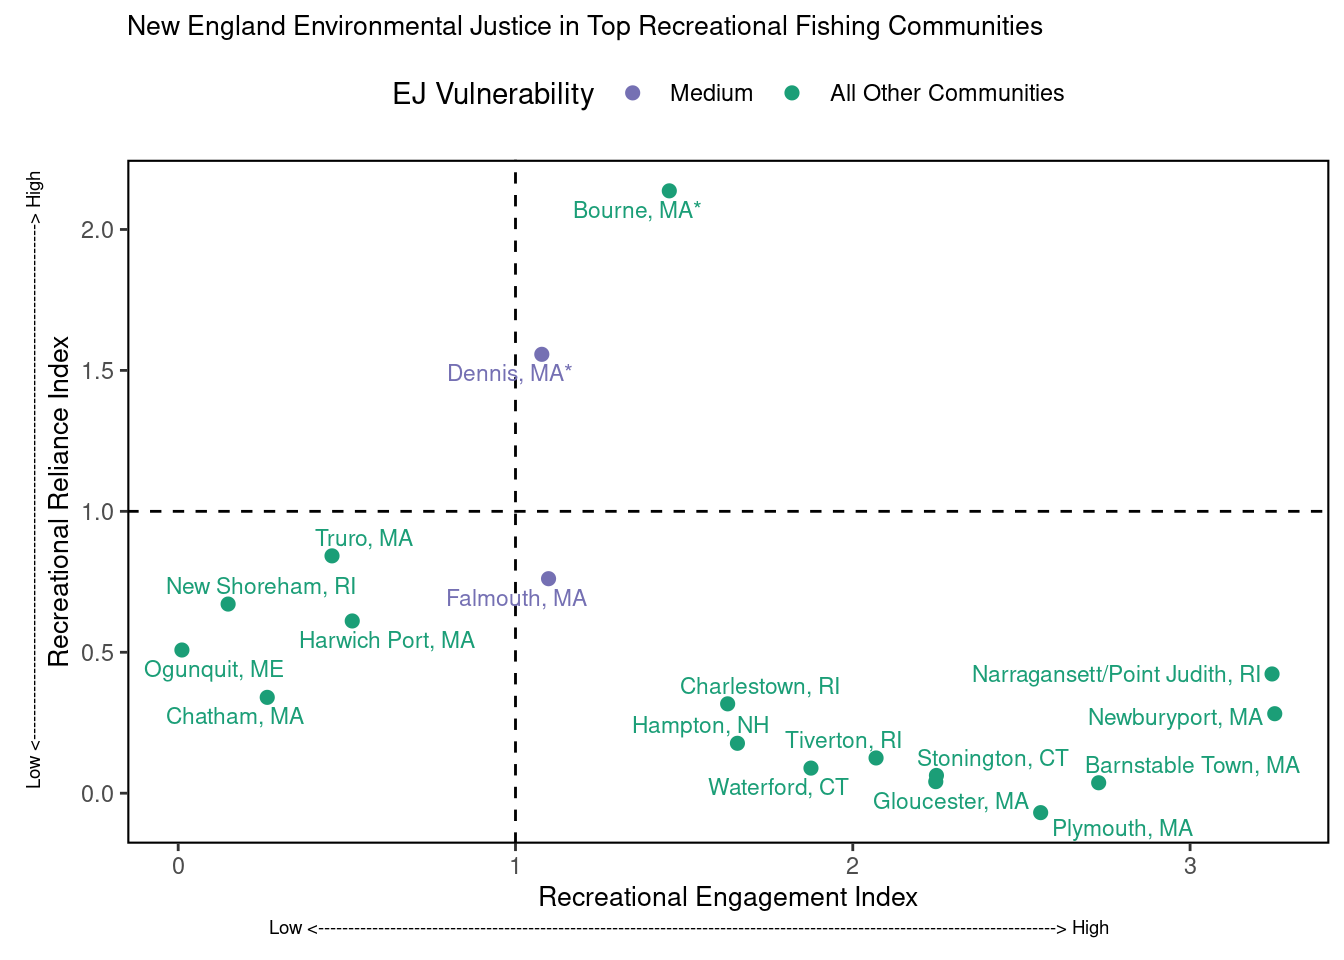 New England Environmental Justice in Top Recreational Fishing Communities
EJ Vulnerability Medium All Other Communities
Low <------------------------------------------------------------------------------------------> High
Recreational Reliance Index
2.0
1.5
1.0
0.5
0.0
Bourne, MA*
Dennis, MA*
Truro, MA
New Shoreham, RI
Falmouth, MA
Harwich Port, MA
Ogunquit, ME
Narragansett/Point Judith, RI
Charlestown, RI
Chatham, MA
Newburyport, MA
Hampton, NH
Tiverton, RI
Stonington, CT
Barnstable Town, MA
Waterford, CT
Gloucester, MA
Plymouth, MA
0 1 2 3
Recreational Engagement Index
Low <------------------------------------------------------------------------------------------------------------------------> High